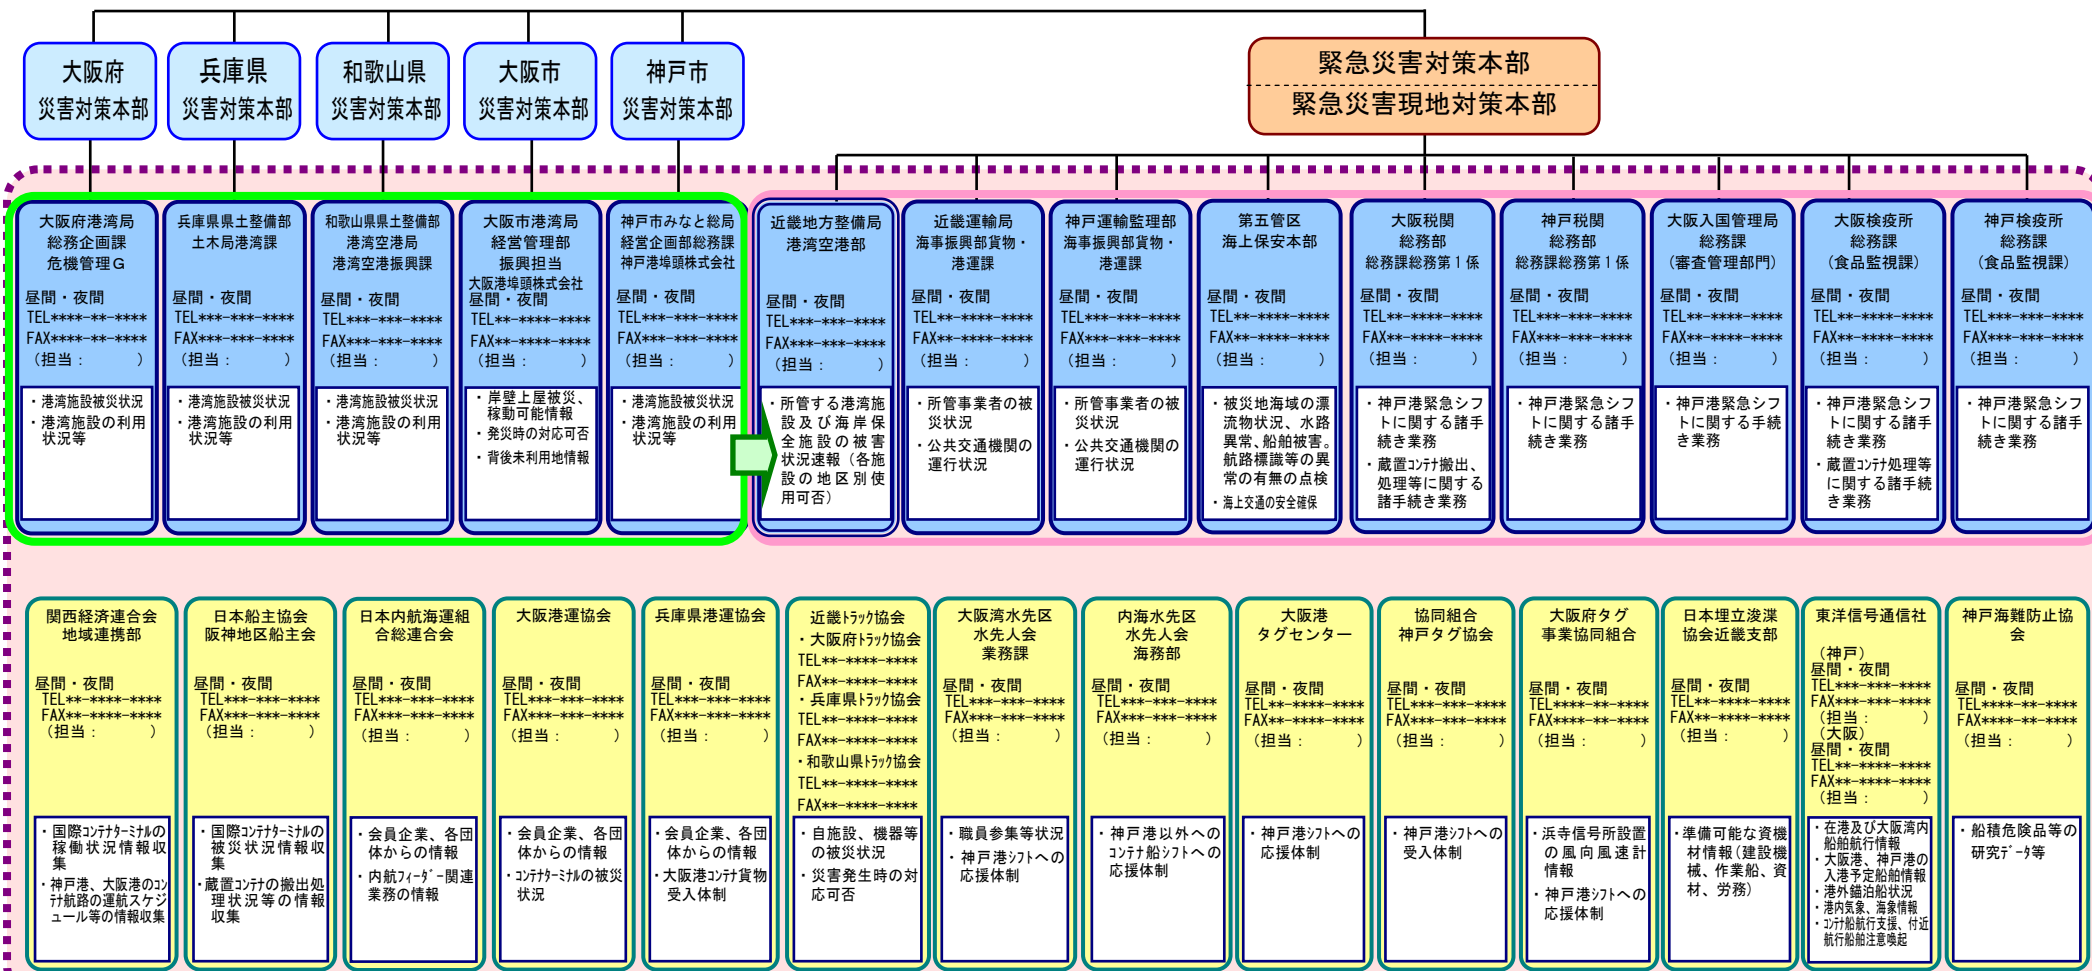 大阪府
災害対策本部
兵庫県
災害対策本部
和歌山県
災害対策本部
大阪市
災害対策本部
神戸市
災害対策本部
緊急災害対策本部
緊急災害現地対策本部
大阪府港湾局
総務企画課
危機管理G
昼間・夜間
TEL****-**-****
FAX****-**-****
(担当:　　　)
・港湾施設被災状況
・港湾施設の利用
状況等
兵庫県県土整備部
土木局港湾課
昼間・夜間
TEL***-***-****
FAX***-***-****
(担当:　　　)
・港湾施設被災状況
・港湾施設の利用
状況等
和歌山県県土整備部
港湾空港局
港湾空港振興課
昼間・夜間
TEL***-***-****
FAX***-***-****
(担当:　　　)
・港湾施設被災状況
・港湾施設の利用
状況等
大阪市港湾局
経営管理部
振興担当
大阪港埠頭株式会社
昼間・夜間
TEL**-****-****
FAX**-****-****
(担当:　　　)
・岸壁上屋被災、
稼動可能情報
・発災時の対応可否
・背後未利用地情報
神戸市みなと総局
経営企画部総務課
神戸港埠頭株式会社
昼間・夜間
TEL***-***-****
FAX***-***-****
(担当:　　　)
・港湾施設被災状況
・港湾施設の利用
状況等
近畿地方整備局
港湾空港部
昼間・夜間
TEL***-***-****
FAX***-***-****
(担当:　　　)
・所管する港湾施
設及び海岸保
全施設の被害
状況速報(各施
設の地区別使
用可否)
近畿運輸局
海事振興部貨物・
港運課
昼間・夜間
TEL**-****-****
FAX**-****-****
(担当:　　　)
・所管事業者の被
災状況
・公共交通機関の
運行状況
神戸運輸監理部
海事振興部貨物・
港運課
昼間・夜間
TEL***-***-****
FAX***-***-****
(担当:　　　)
・所管事業者の被
災状況
・公共交通機関の
運行状況
第五管区
海上保安本部
昼間・夜間
TEL**-****-****
FAX**-****-****
(担当:　　　)
・被災地海域の漂
流物状況、水路
異常、船舶被害。
航路標識等の異
常の有無の点検
・海上交通の安全確保
大阪税関
総務部
総務課総務第1係
昼間・夜間
TEL**-****-****
FAX**-****-****
(担当:　　　)
・神戸港緊急シフ
トに関する諸手
続き業務
・蔵置コンテナ搬出、
処理等に関する
諸手続き業務
神戸税関
総務部
総務課総務第1係
昼間・夜間
TEL***-***-****
FAX***-***-****
(担当:　　　)
・神戸港緊急シフ
トに関する諸手
続き業務
大阪入国管理局
総務課
(審査管理部門)
昼間・夜間
TEL**-****-****
FAX**-****-****
(担当:　　　)
・神戸港緊急シフ
トに関する手続
き業務
大阪検疫所
総務課
(食品監視課)
昼間・夜間
TEL**-****-****
FAX**-****-****
(担当:　　　)
・神戸港緊急シフ
トに関する諸手
続き業務
・蔵置コンテナ処理等
に関する諸手続
き業務
神戸検疫所
総務課
(食品監視課)
昼間・夜間
TEL***-***-****
FAX***-***-****
(担当:　　　)
・神戸港緊急シフ
トに関する諸手
続き業務
関西経済連合会
地域連携部
昼間・夜間
TEL**-****-****
FAX**-****-****
(担当:　　　)
・国際コンテナターミナルの
稼働状況情報収
集
・神戸港、大阪港のコン
テナ航路の運航スケジ
ュール等の情報収集
日本船主協会
阪神地区船主会
昼間・夜間
TEL***-***-****
FAX***-***-****
(担当:　　　)
・国際コンテナターミナルの
被災状況情報収
集
・蔵置コンテナの搬出処
理状況等の情報
収集
日本内航海運組
合総連合会
昼間・夜間
TEL**-****-****
FAX**-****-****
(担当:　　　)
・会員企業、各団
体からの情報
・内航フィーダー関連
業務の情報
大阪港運協会
昼間・夜間
TEL**-****-****
FAX**-****-****
(担当:　　　)
・会員企業、各団
体からの情報
・コンテナターミナルの被災
状況
兵庫県港運協会
昼間・夜間
TEL***-***-****
FAX***-***-****
(担当:　　　)
・会員企業、各団
体からの情報
・大阪港コンテナ貨物
受入体制
近畿トラック協会
・大阪府トラック協会
TEL**-****-****
FAX**-****-****
・兵庫県トラック協会
TEL**-****-****
FAX**-****-****
・和歌山県トラック協会
TEL**-****-****
FAX**-****-****
・自施設、機器等
の被災状況
・災害発生時の対
応可否
大阪湾水先区
水先人会
業務課
昼間・夜間
TEL***-***-****
FAX***-***-****
(担当:　　　)
・職員参集等状況
・神戸港シフトへの
応援体制
内海水先区
水先人会
海務部
昼間・夜間
TEL***-***-****
FAX***-***-****
(担当:　　　)
・神戸港以外への
コンテナ船シフトへの
応援体制
大阪港
タグセンター
昼間・夜間
TEL**-****-****
FAX**-****-****
(担当:　　　)
・神戸港シフトへの
応援体制
協同組合
神戸タグ協会
昼間・夜間
TEL***-***-****
FAX***-***-****
(担当:　　　)
・神戸港シフトへの
受入体制
大阪府タグ
事業協同組合
昼間・夜間
TEL****-**-****
FAX****-**-****
(担当:　　　)
・浜寺信号所設置
の風向風速計
情報
・神戸港シフトへの
応援体制
日本埋立浚渫
協会近畿支部
昼間・夜間
TEL**-****-****
FAX**-****-****
(担当:　　　)
・準備可能な資機
材情報(建設機
械、作業船、資
材、労務)
東洋信号通信社
(神戸)
昼間・夜間
TEL***-***-****
FAX***-***-****
(担当:　　　)
(大阪)
昼間・夜間
TEL**-****-****
FAX**-****-****
(担当:　　　)
・在港及び大阪湾内
船舶航行情報
・大阪港、神戸港の
入港予定船舶情報
・港外錨泊船状況
・港内気象、海象情報
・コンテナ船航行支援、付近
航行船舶注意喚起
神戸海難防止協
会
昼間・夜間
TEL****-**-****
FAX****-**-****
(担当:　　　)
・船積危険品等の
研究データ等